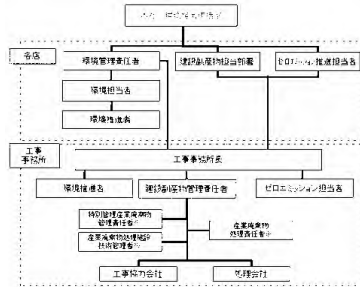 各店
環境管理責任者
建設副産物担当部署
ゼロエミッション推進担当者
環境担当者
環境推進者
工事
事務所
工事事務所長
環境推進者
建設副産物管理責任者
ゼロエミッション担当者
特別管理産業廃棄物
管理責任者
産業廃棄物
処理責任者
産業廃棄物処理施設
技術管理者
工事協力会社
処理会社